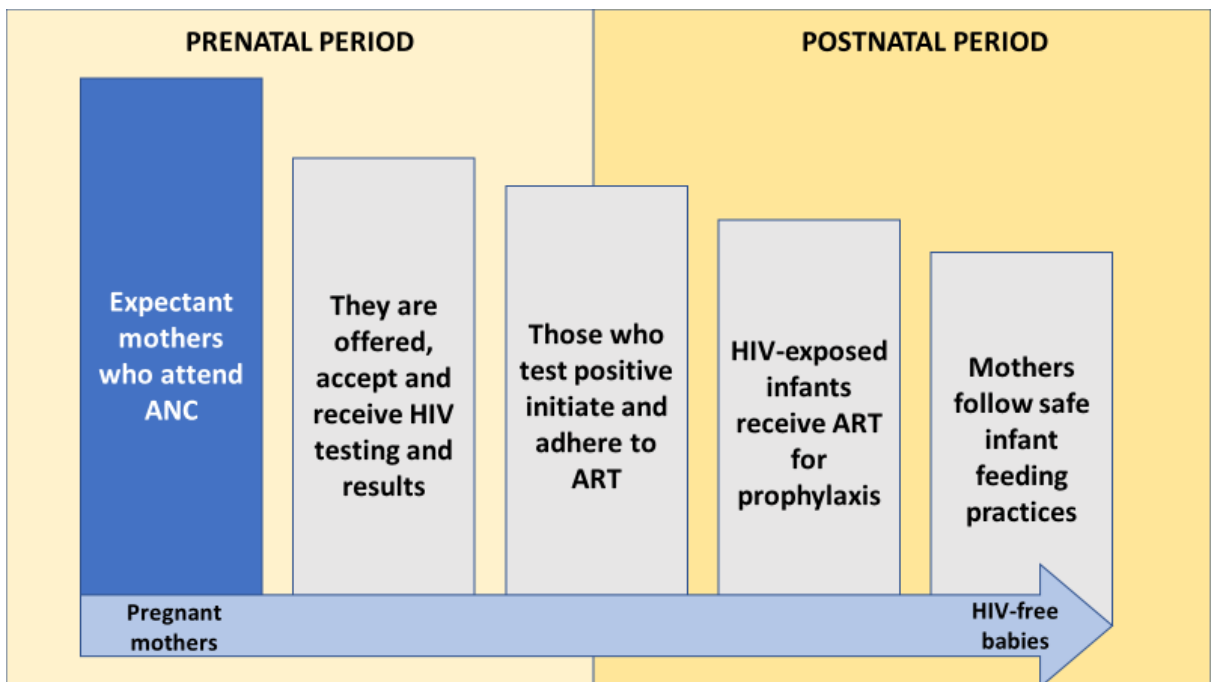 PRENATAL PERIOD
POSTNATAL PERIOD
Expectant
mothers
who attend
ANC
They are
offered,
accept and
receive HIV
testing and
results
Those who
test positive
initiate and
adhere to
ART
HIV-exposed
infants
receive ART
for
prophylaxis
Mothers
follow safe
infant
feeding
practices
Pregnant
mothers
HIV-free
babies